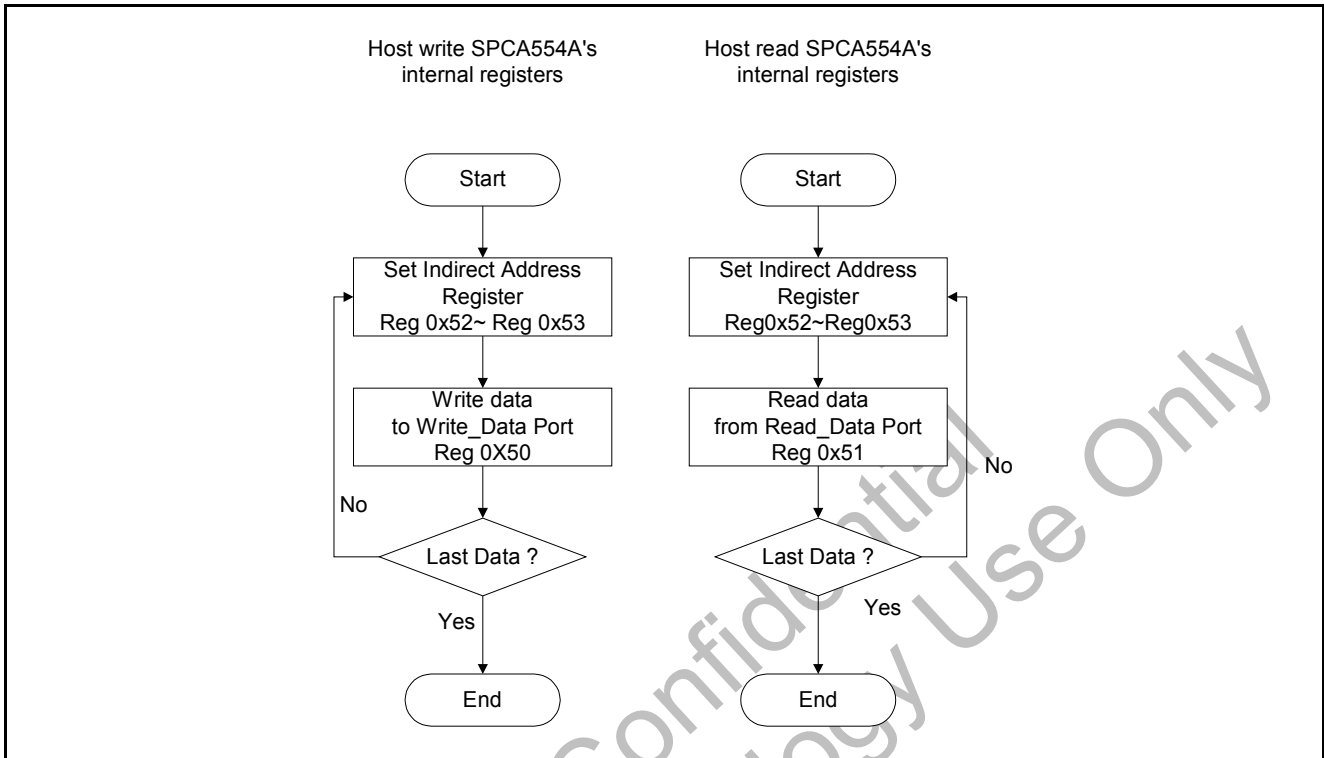 Host write SPCA554A's
internal registers
Start
Set Indirect Address
Register
Reg 0x52~ Reg 0x53
Write data
to Write_Data Port
Reg 0X50
No
Last Data ?
Yes
End
Host read SPCA554A's
internal registers
Start
Set Indirect Address
Register
Reg0x52~Reg0x53
Read data
from Read_Data Port
Reg 0x51
No
Last Data ?
Yes
End
Confidential
Use Only